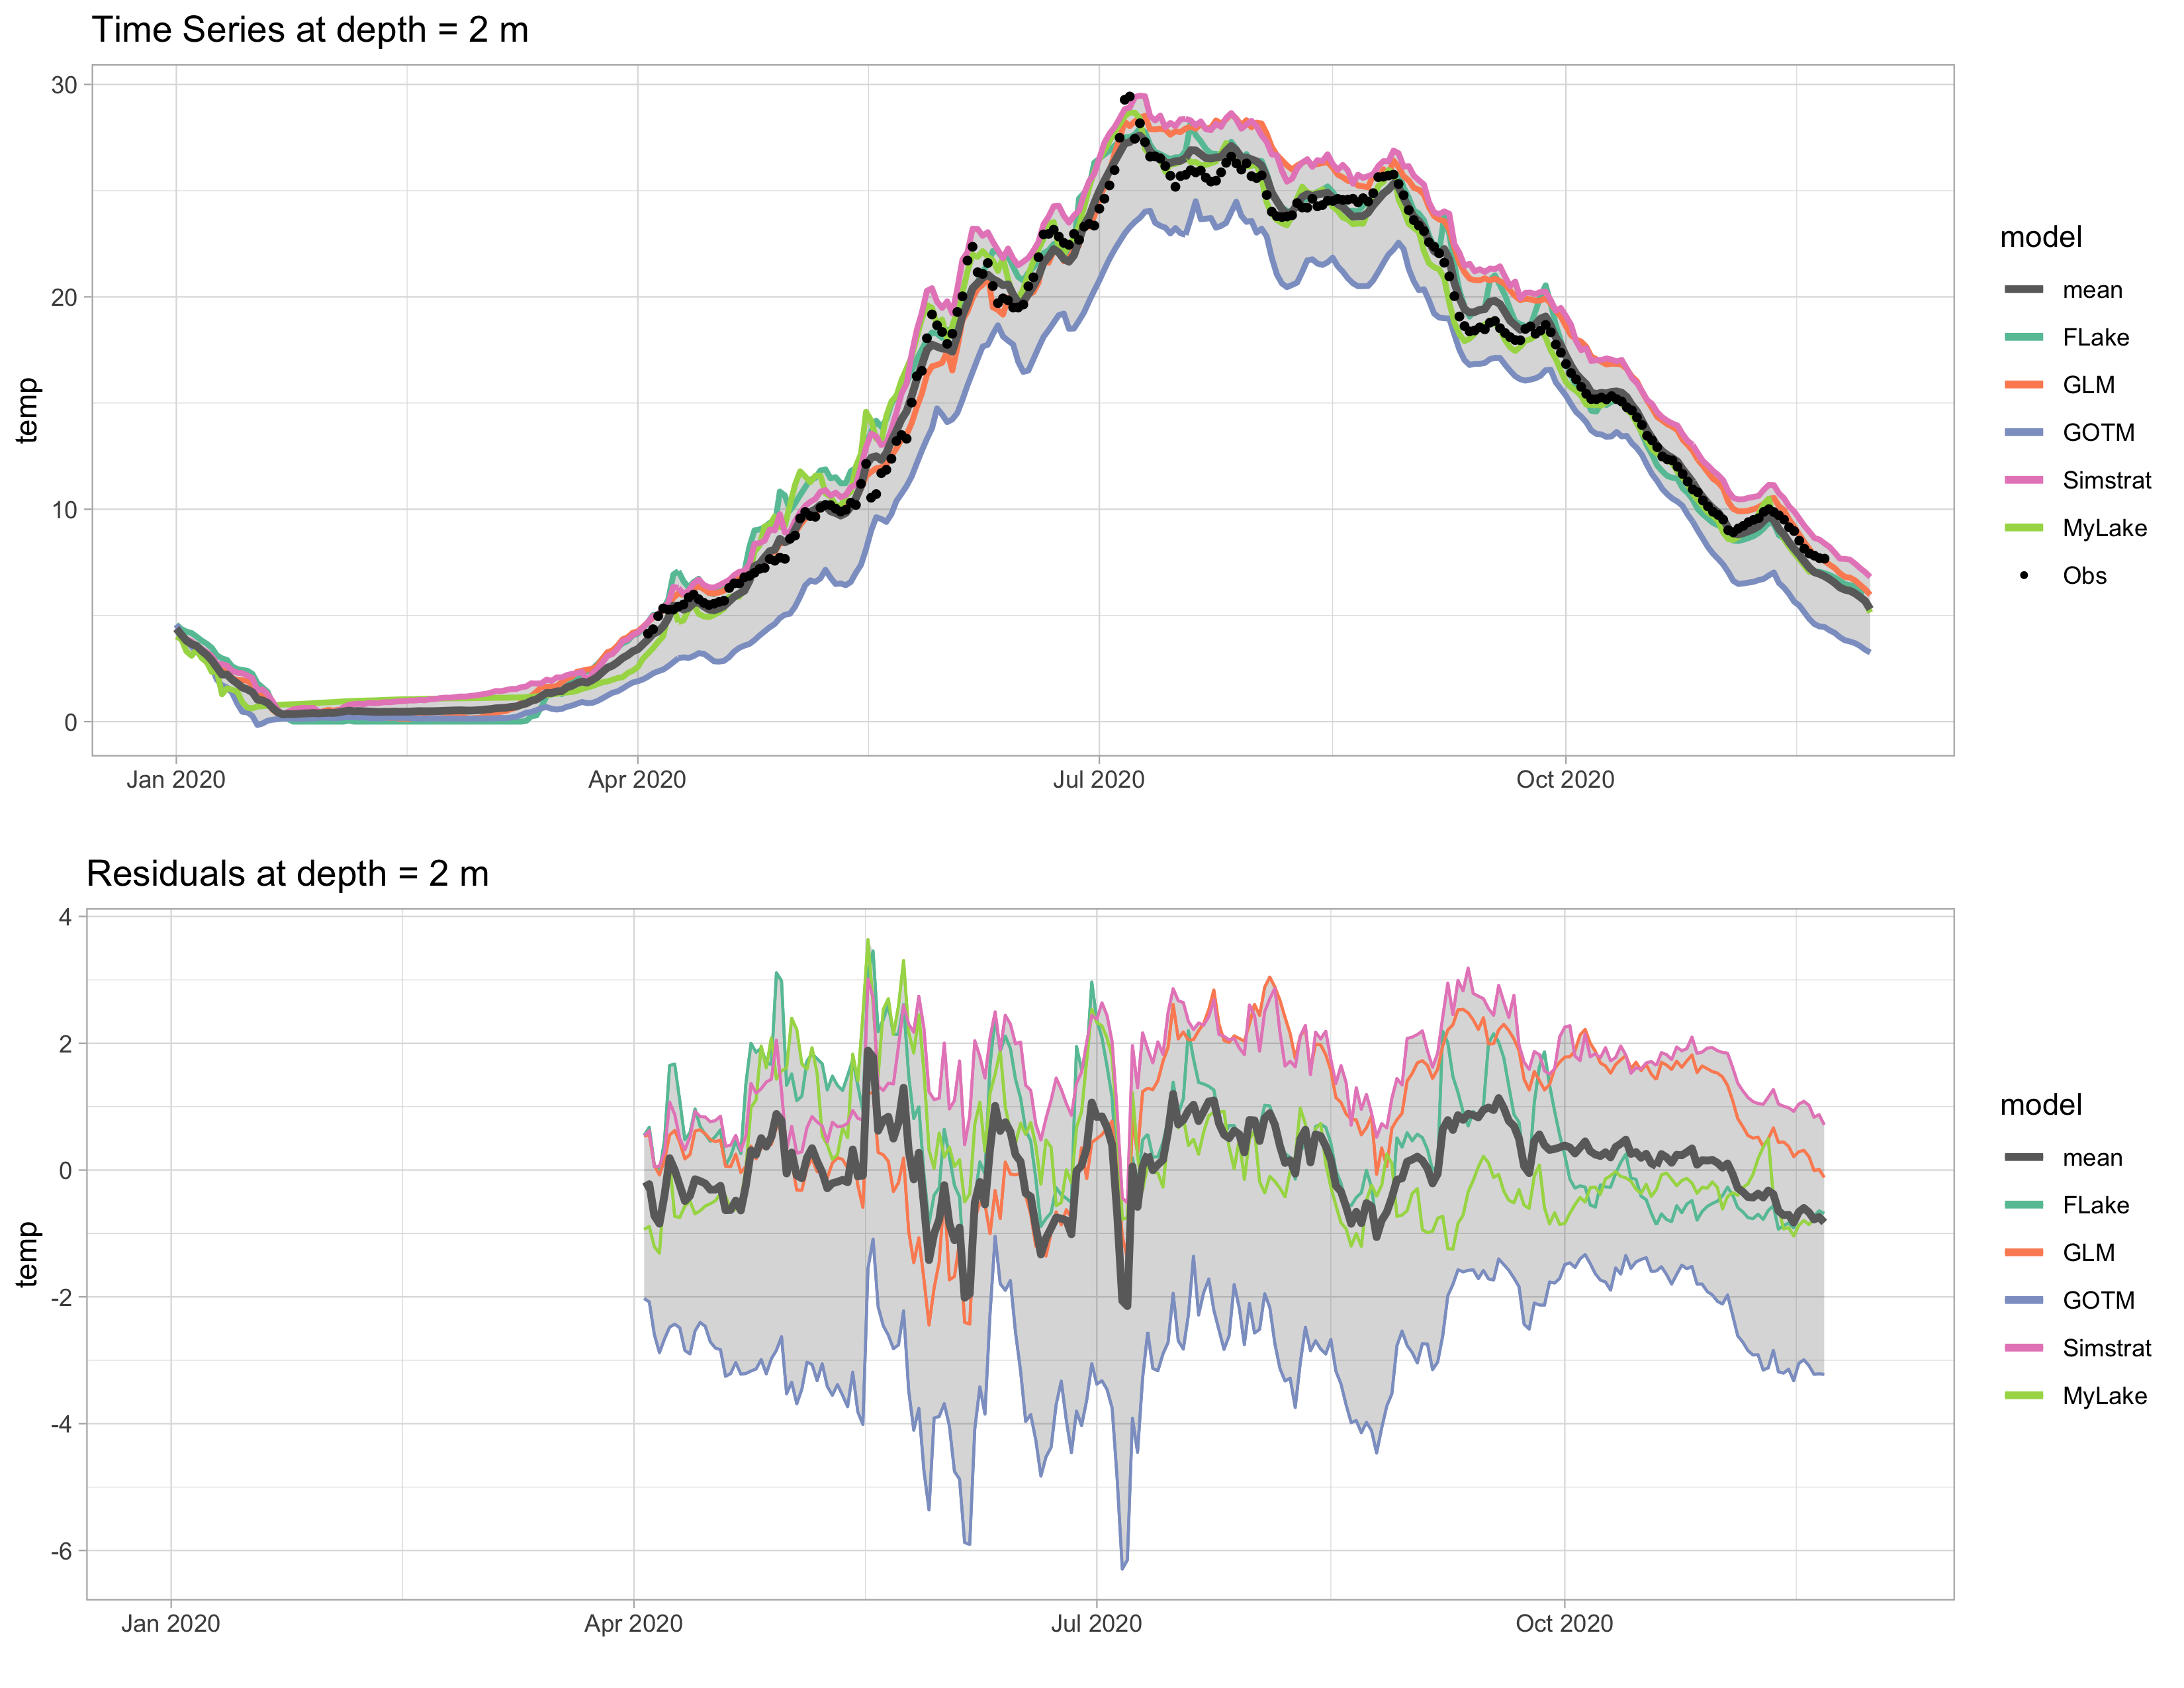 Time Series at depth = 2 m
temp
30
20
10
0
Jan 2020 Apr 2020 Jul 2020 Oct 2020
model
mean
FLake
GLM
GOTM
Simstrat
MyLake
Obs
Residuals at depth = 2 m
temp
4
2
0
-2
-4
-6
Jan 2020 Apr 2020 Jul 2020 Oct 2020
model
mean
FLake
GLM
GOTM
Simstrat
MyLake